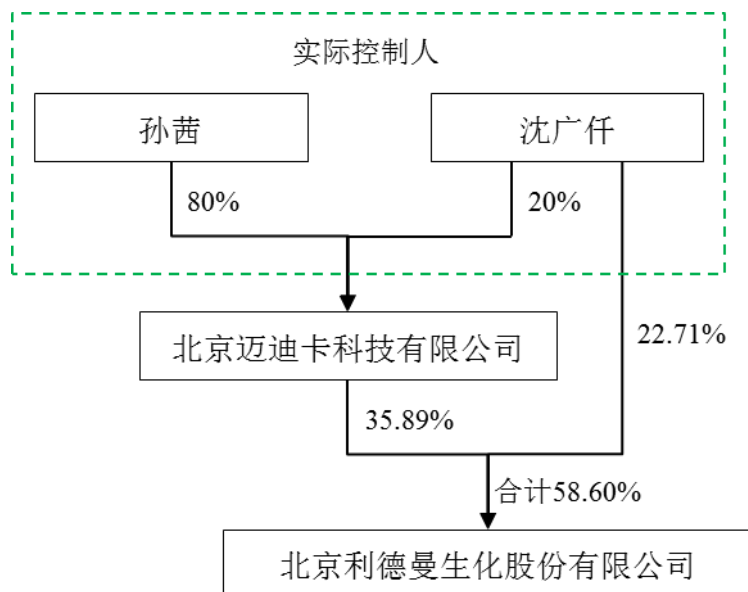 实际控制人
孙茜
沈广仟
80%
20%
北京迈迪卡科技有限公司
22.71%
35.89%
合计58.60%
北京利德曼生化股份有限公司